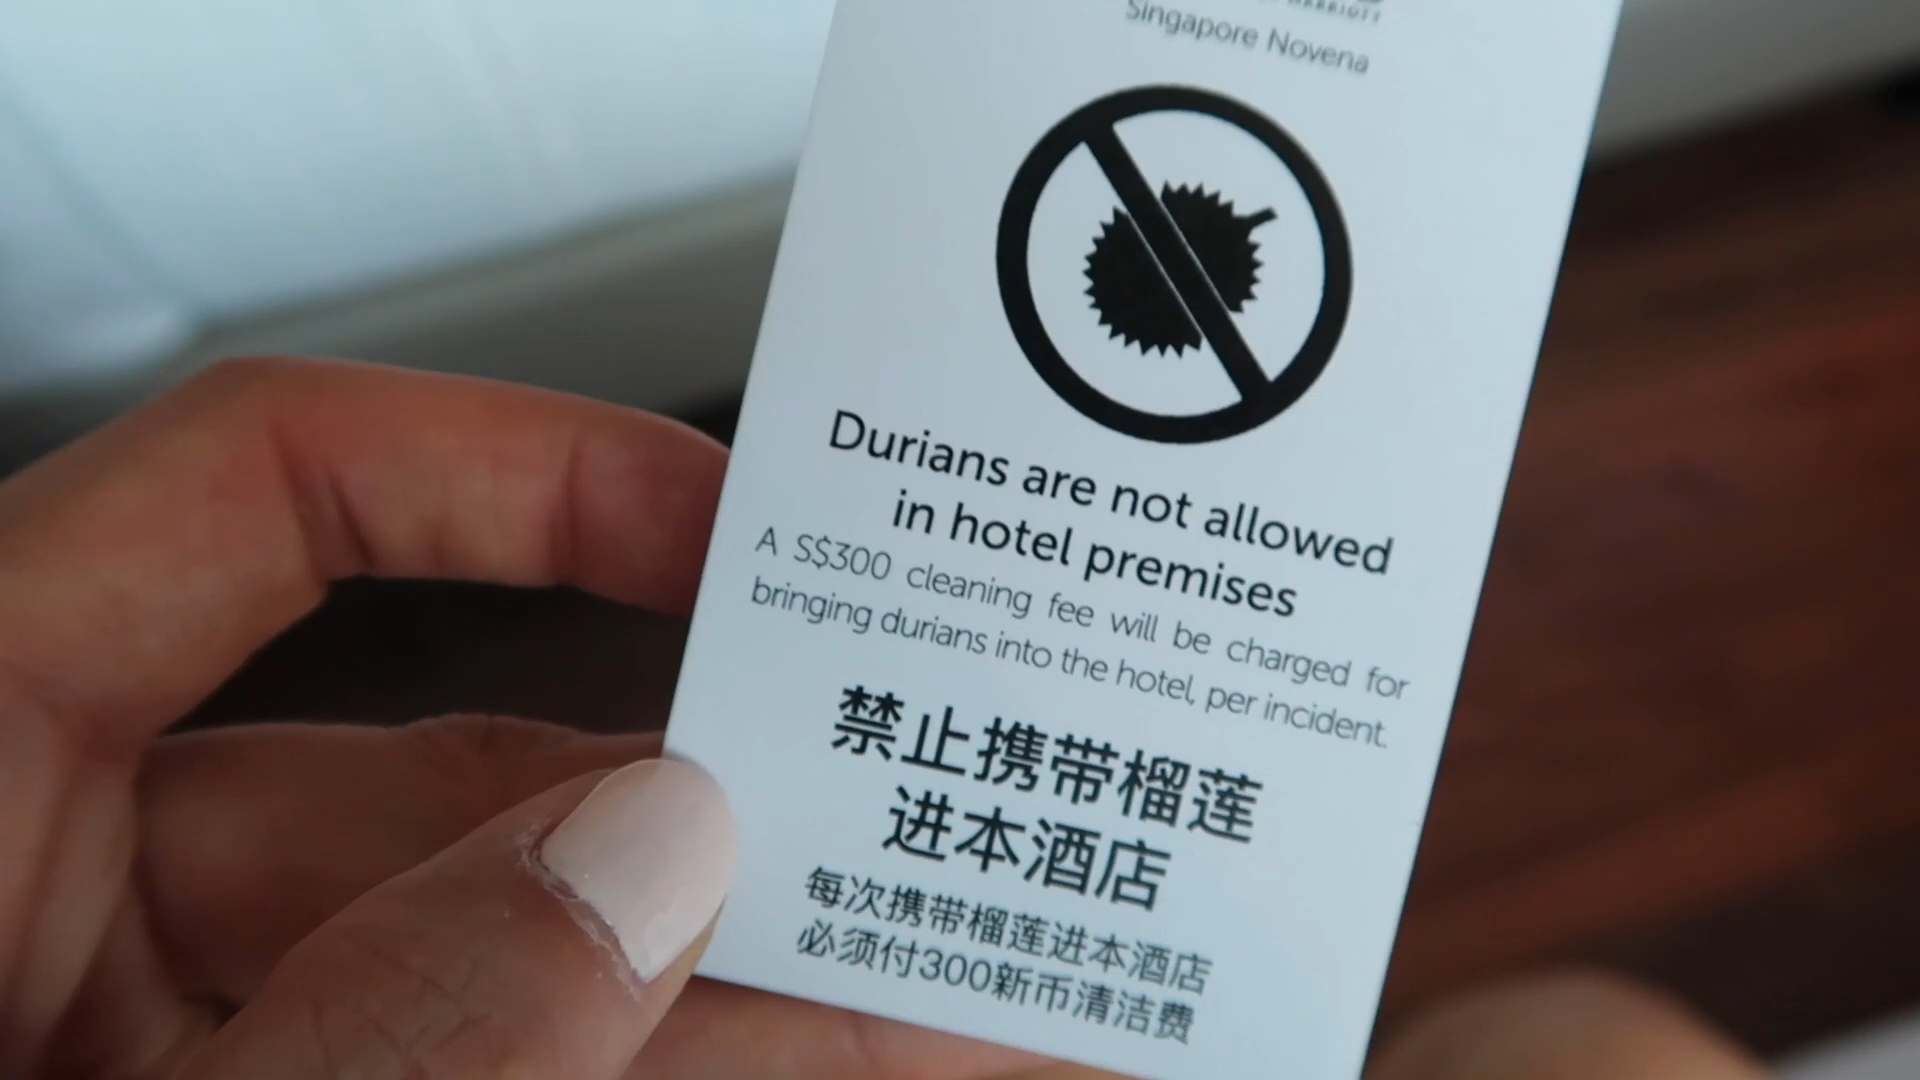 MARRIOTT
Singapore Novena
Durians are not allowed
in hotel premises
A S$300 cleaning fee will be charged for
bringing durians into the hotel, per incident.
禁止携带榴莲
进本酒店
每次携带榴莲进本酒店
必须付300新币清洁费